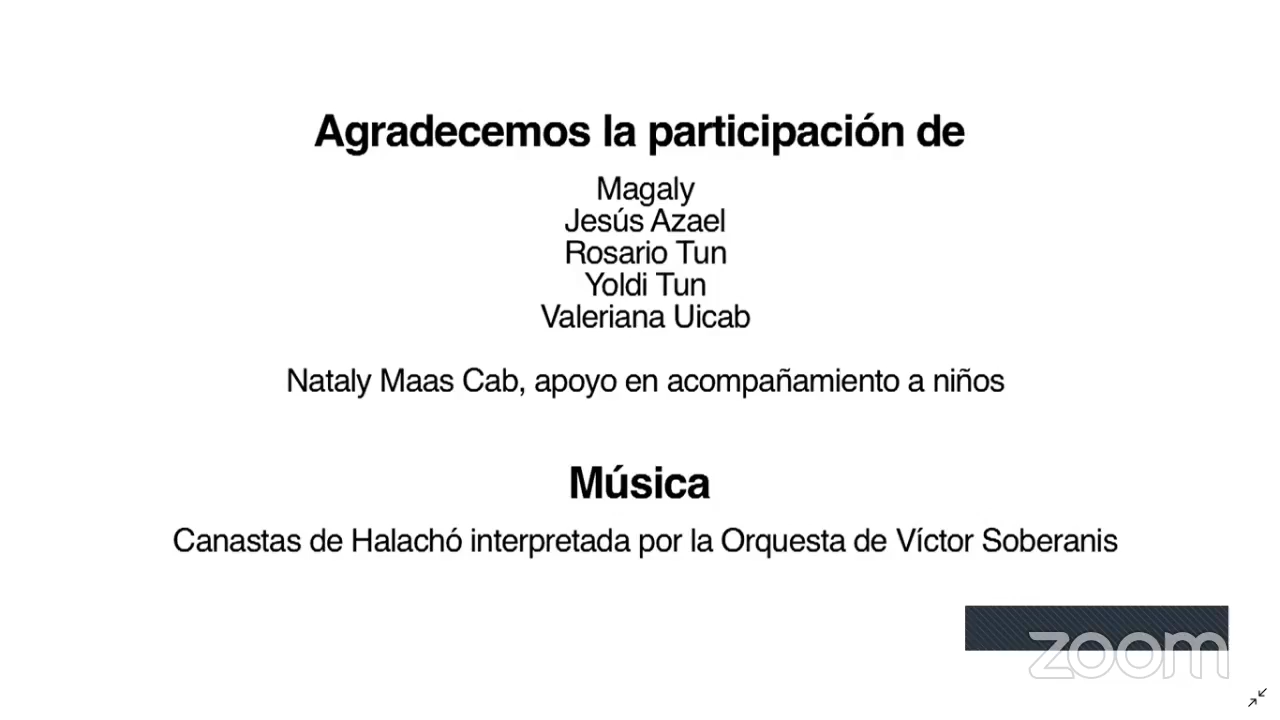 Agradecemos la participación de
Magaly
Jesús Azael
Rosario Tun
Yoldi Tun
Valeriana Uicab
Nataly Maas Cab, apoyo en acompañamiento a niños
Música
Canastas de Halachó interpretada por la Orquesta de Víctor Soberanis
zoom